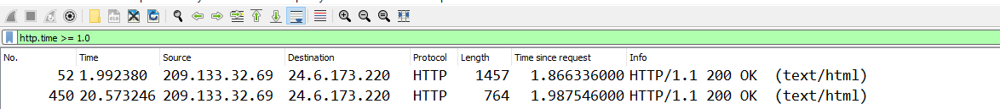 http.time >= 1.0
No. Time Source Destination Protocol Length Time since request Info
52 1.992380 209.133.32.69 24.6.173.220 HTTP 1457 1.866336000 HTTP/1.1 200 OK (text/html)
450 20.573246 209.133.32.69 24.6.173.220 HTTP 764 1.987546000 HTTP/1.1 200 OK (text/html)